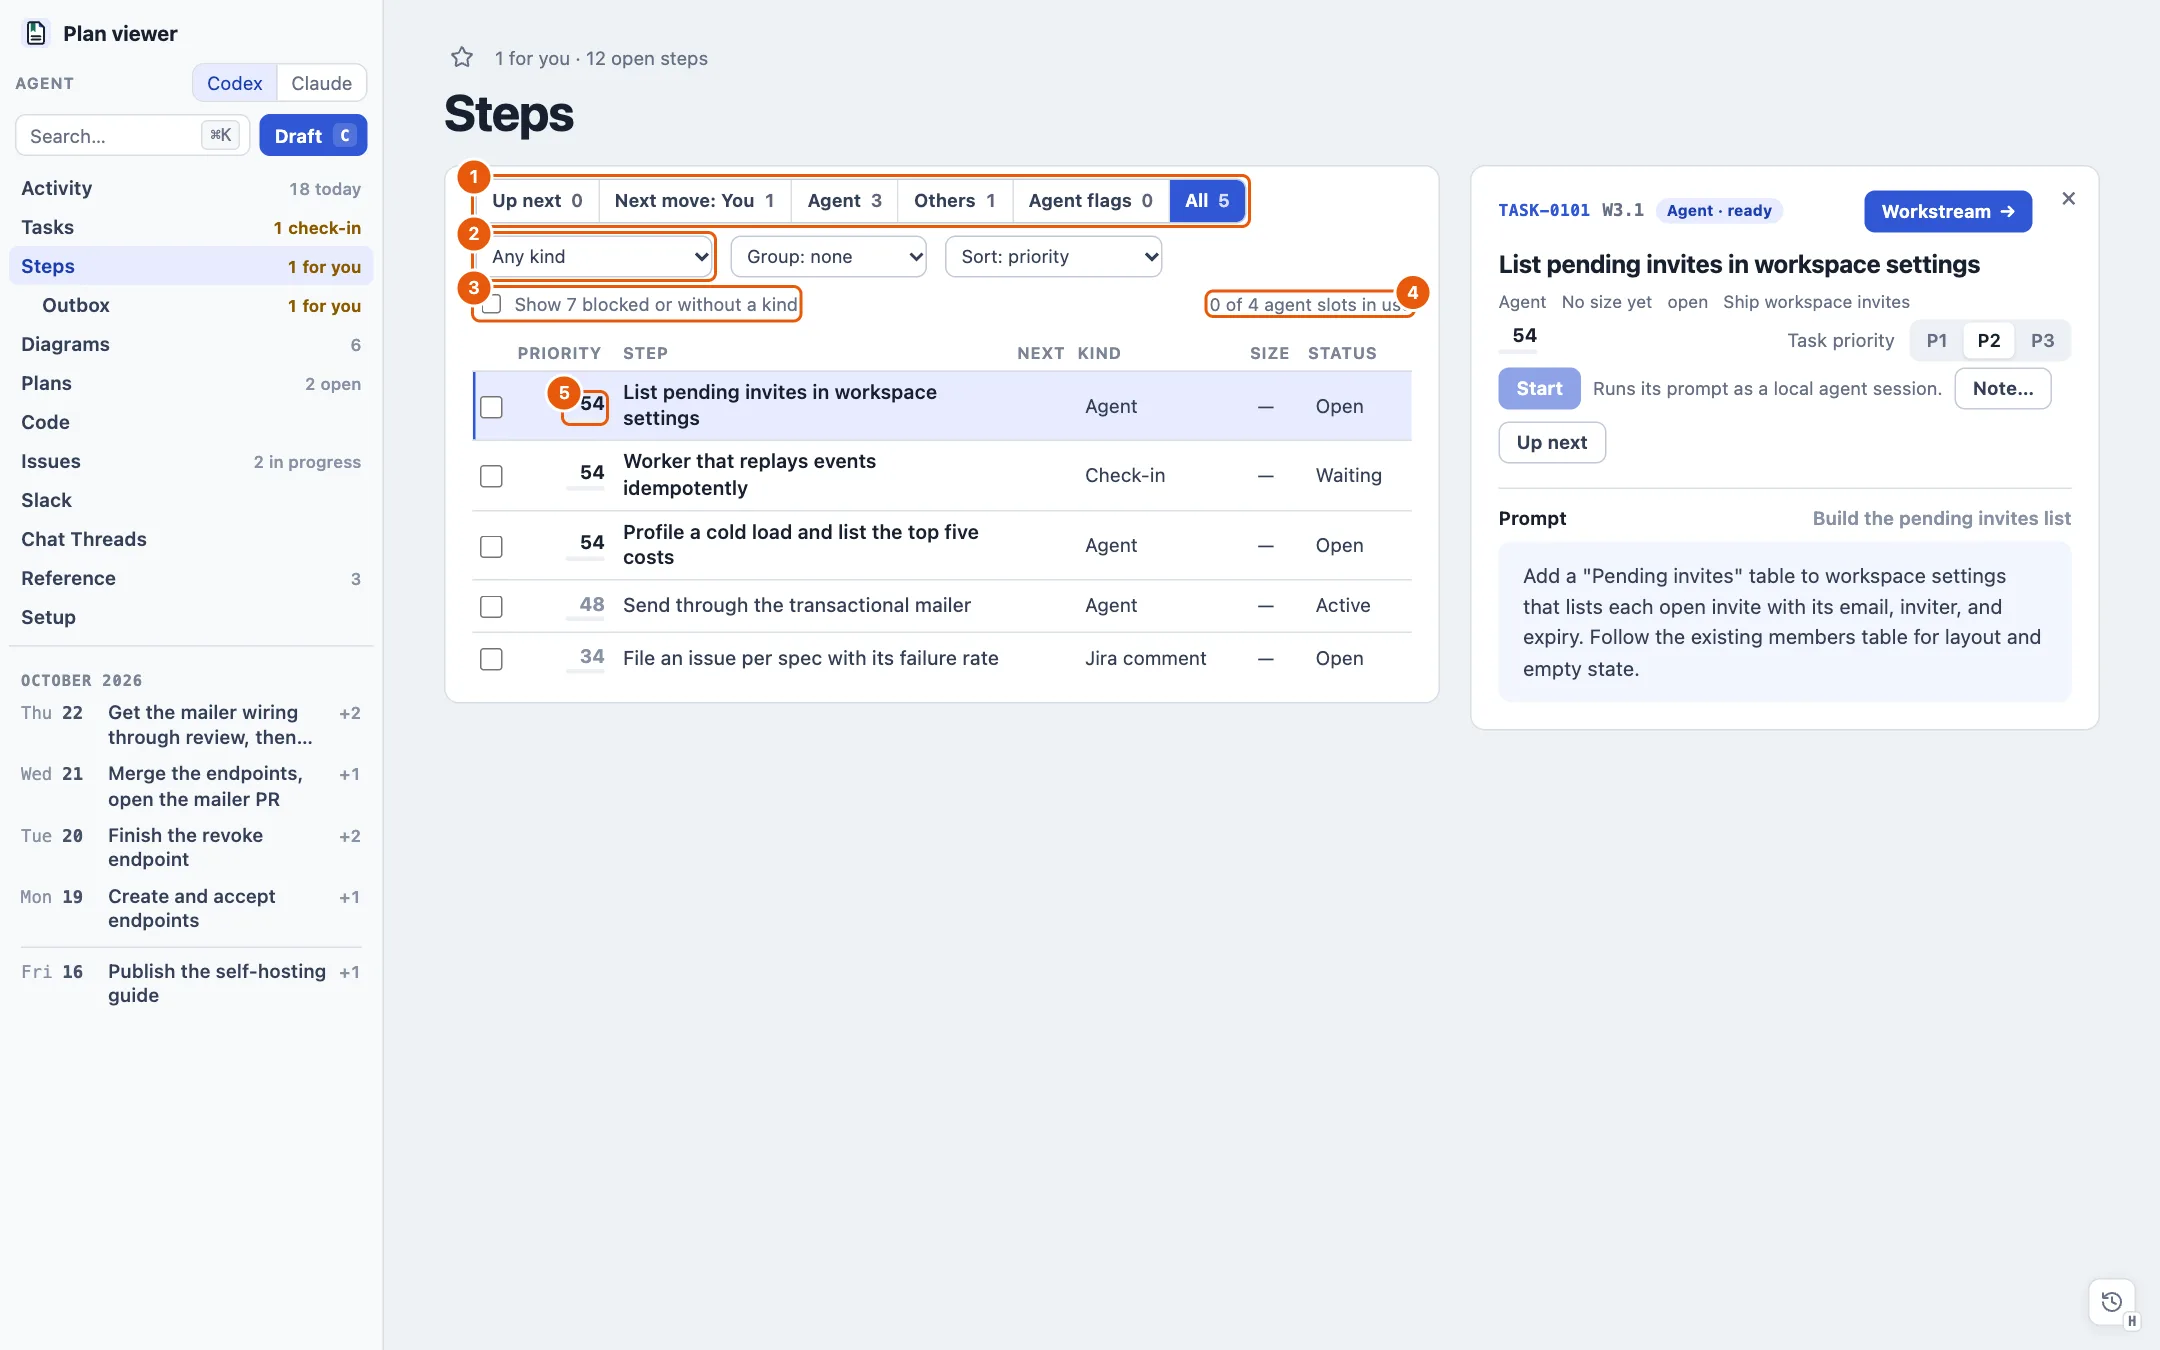 Plan viewer
AGENT
Codex
Claude
Search...
⌘K
Draft C
Activity 18 today
Tasks 1 check-in
Steps 1 for you
Outbox 1 for you
Diagrams 6
Plans 2 open
Code
Issues 2 in progress
Slack
Chat Threads
Reference 3
Setup
OCTOBER 2026
Thu 22 Get the mailer wiring +2
through review, then...
Wed 21 Merge the endpoints, +1
open the mailer PR
Tue 20 Finish the revoke +2
endpoint
Mon 19 Create and accept +1
endpoints
Fri 16 Publish the self-hosting +1
guide
1 for you · 12 open steps
Steps
1
Up next 0
Next move: You 1
Agent 3
Others 1
Agent flags 0
All 5
2
Any kind
Group: none
Sort: priority
3
Show 7 blocked or without a kind
0 of 4 agent slots in us
4
PRIORITY STEP NEXT KIND SIZE STATUS
5
54 List pending invites in workspace Agent — Open
settings
54 Worker that replays events Check-in — Waiting
idempotently
54 Profile a cold load and list the top five Agent — Open
costs
48 Send through the transactional mailer Agent — Active
34 File an issue per spec with its failure rate Jira comment — Open
TASK-0101 W3.1 Agent · ready
Workstream →
×
List pending invites in workspace settings
Agent No size yet open Ship workspace invites
54
Task priority P1 P2 P3
Start Runs its prompt as a local agent session. Note...
Up next
Prompt Build the pending invites list
Add a "Pending invites" table to workspace settings
that lists each open invite with its email, inviter, and
expiry. Follow the existing members table for layout and
empty state.
H